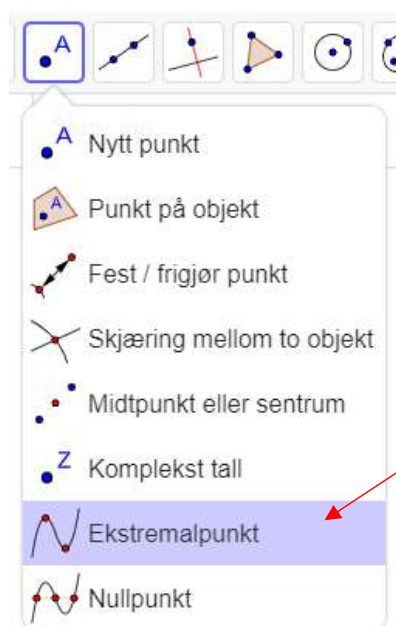 A
A Nytt punkt
A Punkt på objekt
Fest / frigjør punkt
Skjæring mellom to objekt
Midtpunkt eller sentrum
Z Komplekst tall
Ekstremalpunkt
Nullpunkt